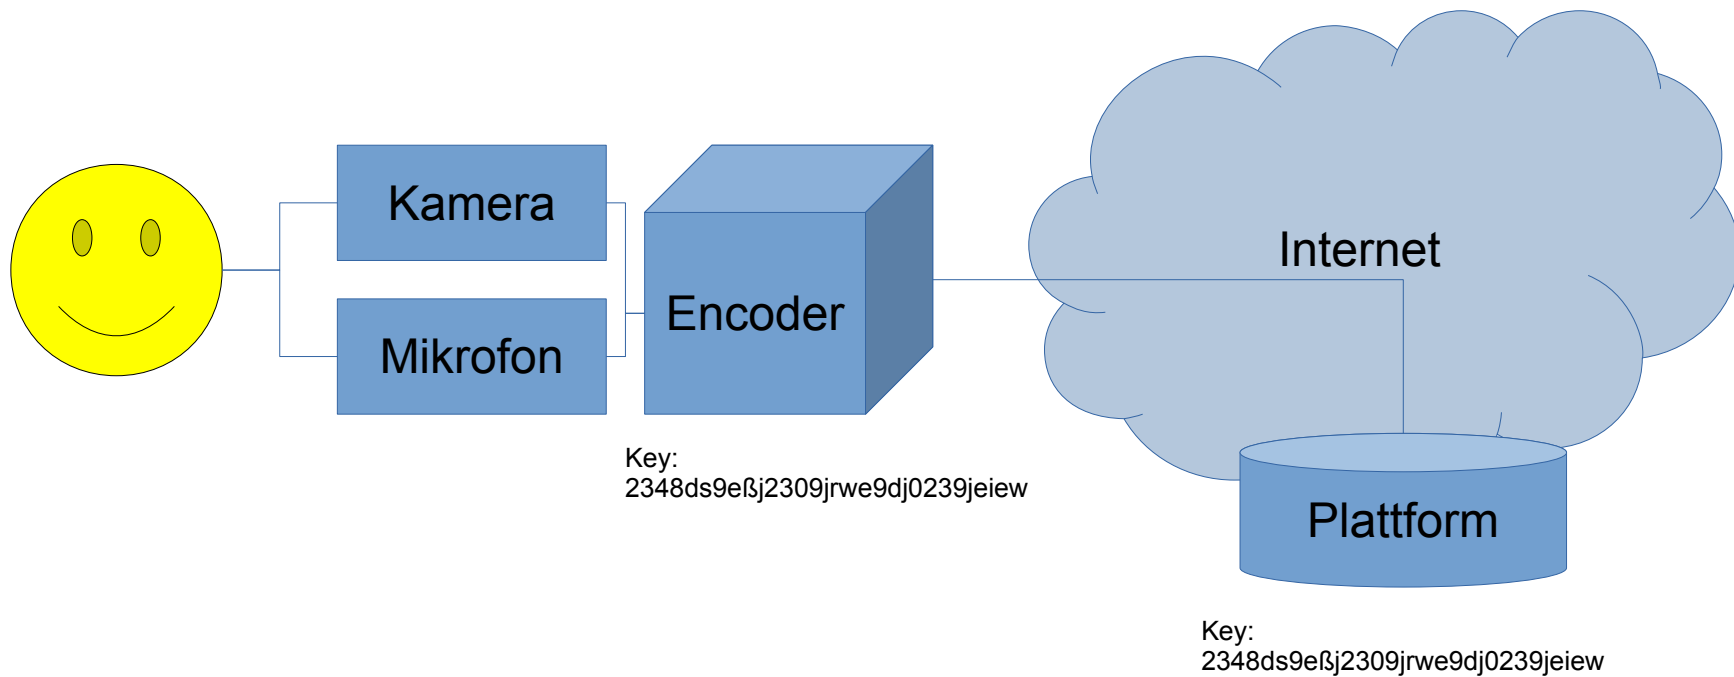 Kamera
Mikrofon
Encoder
Key:
2348ds9eßj2309jrwe9dj0239jeiew
Internet
Plattform
Key:
2348ds9eßj2309jrwe9dj0239jeiew